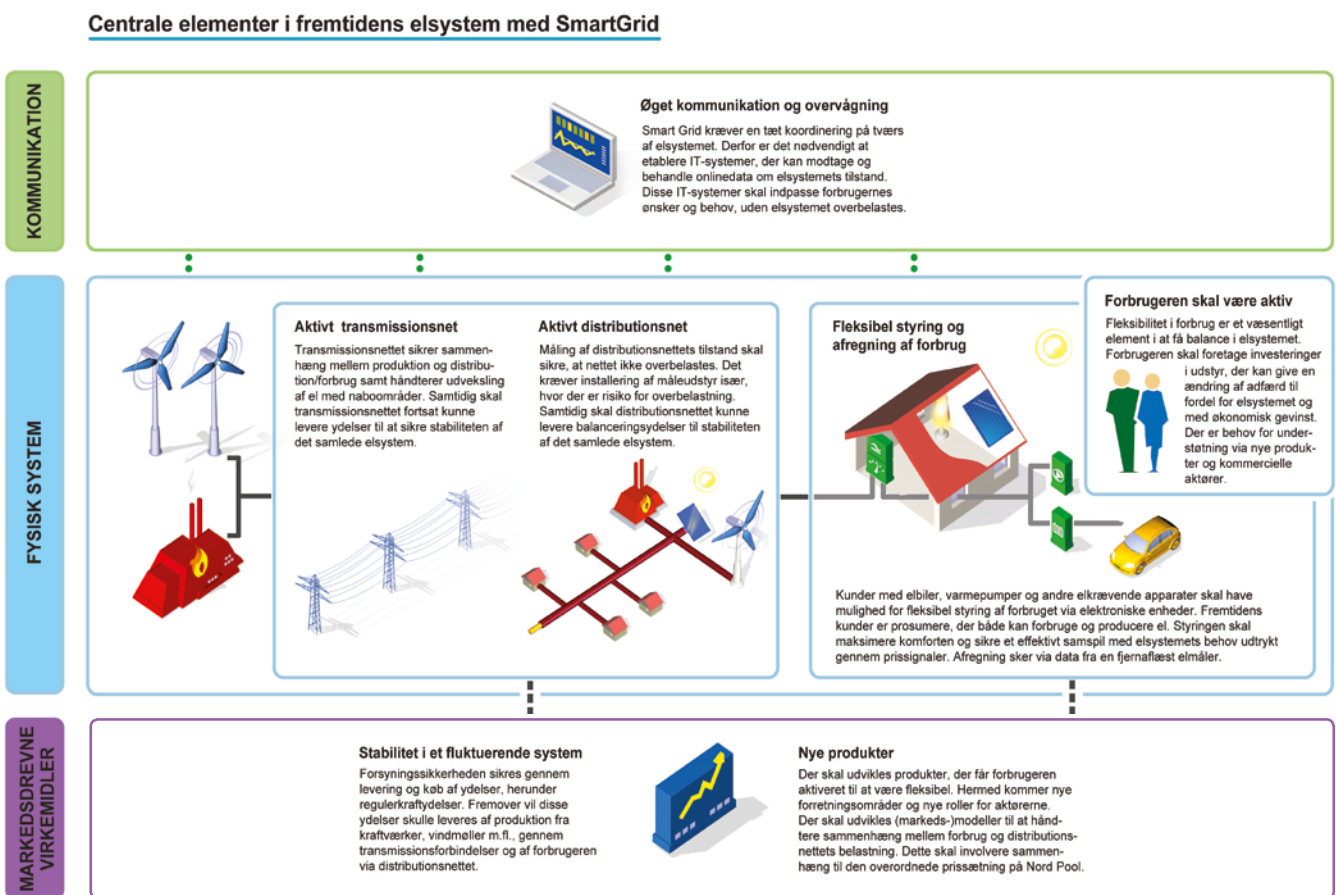 Centrale elementer i fremtidens elsystem med SmartGrid
KOMMUNIKATION
Øget kommunikation og overvågning
Smart Grid kræver en tæt koordinering på tværs
af elsystemet. Derfor er det nødvendigt at
etablere IT-systemer, der kan modtage og
behandle onlinedata om elsystemets tilstand.
Disse IT-systemer skal indpasse forbrugernes
ønsker og behov, uden elsystemet overbelastes.
FYSISK SYSTEM
Aktivt transmissionsnet
Transmissionsnettet sikrer sammen-
hæng mellem produktion og distribu-
tion/forbrug samt håndterer udveksling
af el med naboområder. Samtidig skal
transmissionsnettet fortsat kunne
levere ydelser til at sikre stabiliteten af
det samlede elsystem.
Aktivt distributionsnet
Måling af distributionsnettets tilstand skal
sikre, at nettet ikke overbelastes. Det
kræver installering af måleudstyr især,
hvor der er risiko for overbelastning.
Samtidig skal distributionsnettet kunne
levere balanceringsydelser til stabiliteten
af det samlede elsystem.
Fleksibel styring og
afregning af forbrug
Kunder med elbiler, varmepumper og andre elkrævende apparater skal have
mulighed for fleksibel styring af forbruget via elektroniske enheder. Fremtidens
kunder er prosumere, der både kan forbruge og producere el. Styringen skal
maksimere komforten og sikre et effektivt samspil med elsystemets behov udtrykt
gennem prissignaler. Afregning sker via data fra en fjernaflæst elmåler.
Forbrugeren skal være aktiv
Fleksibilitet i forbrug er et væsentligt
element i at få balance i elsystemet.
Forbrugeren skal foretage investeringer
i udstyr, der kan give en
ændring af adfærd til
fordel for elsystemet og
med økonomisk gevinst.
Der er behov for under-
støtning via nye produk-
ter og kommercielle
aktører.
MARKEDSDREVNE
VIRKEMIDLER
Stabilitet i et fluktuerende system
Forsyningssikkerheden sikres gennem
levering og køb af ydelser, herunder
regulerkraftydelser. Fremover vil disse
ydelser skulle leveres af produktion fra
kraftværker, vindmøller m.fl., gennem
transmissionsforbindelser og af forbrugeren
via distributionsnettet.
Nye produkter
Der skal udvikles produkter, der får forbrugeren
aktiveret til at være fleksibel. Hermed kommer nye
forretningsområder og nye roller for aktørerne.
Der skal udvikles (markeds-)modeller til at hånd-
tere sammenhæng mellem forbrug og distributions-
nettets belastning. Dette skal involvere sammen-
hæng til den overordnede prissætning på Nord Pool.